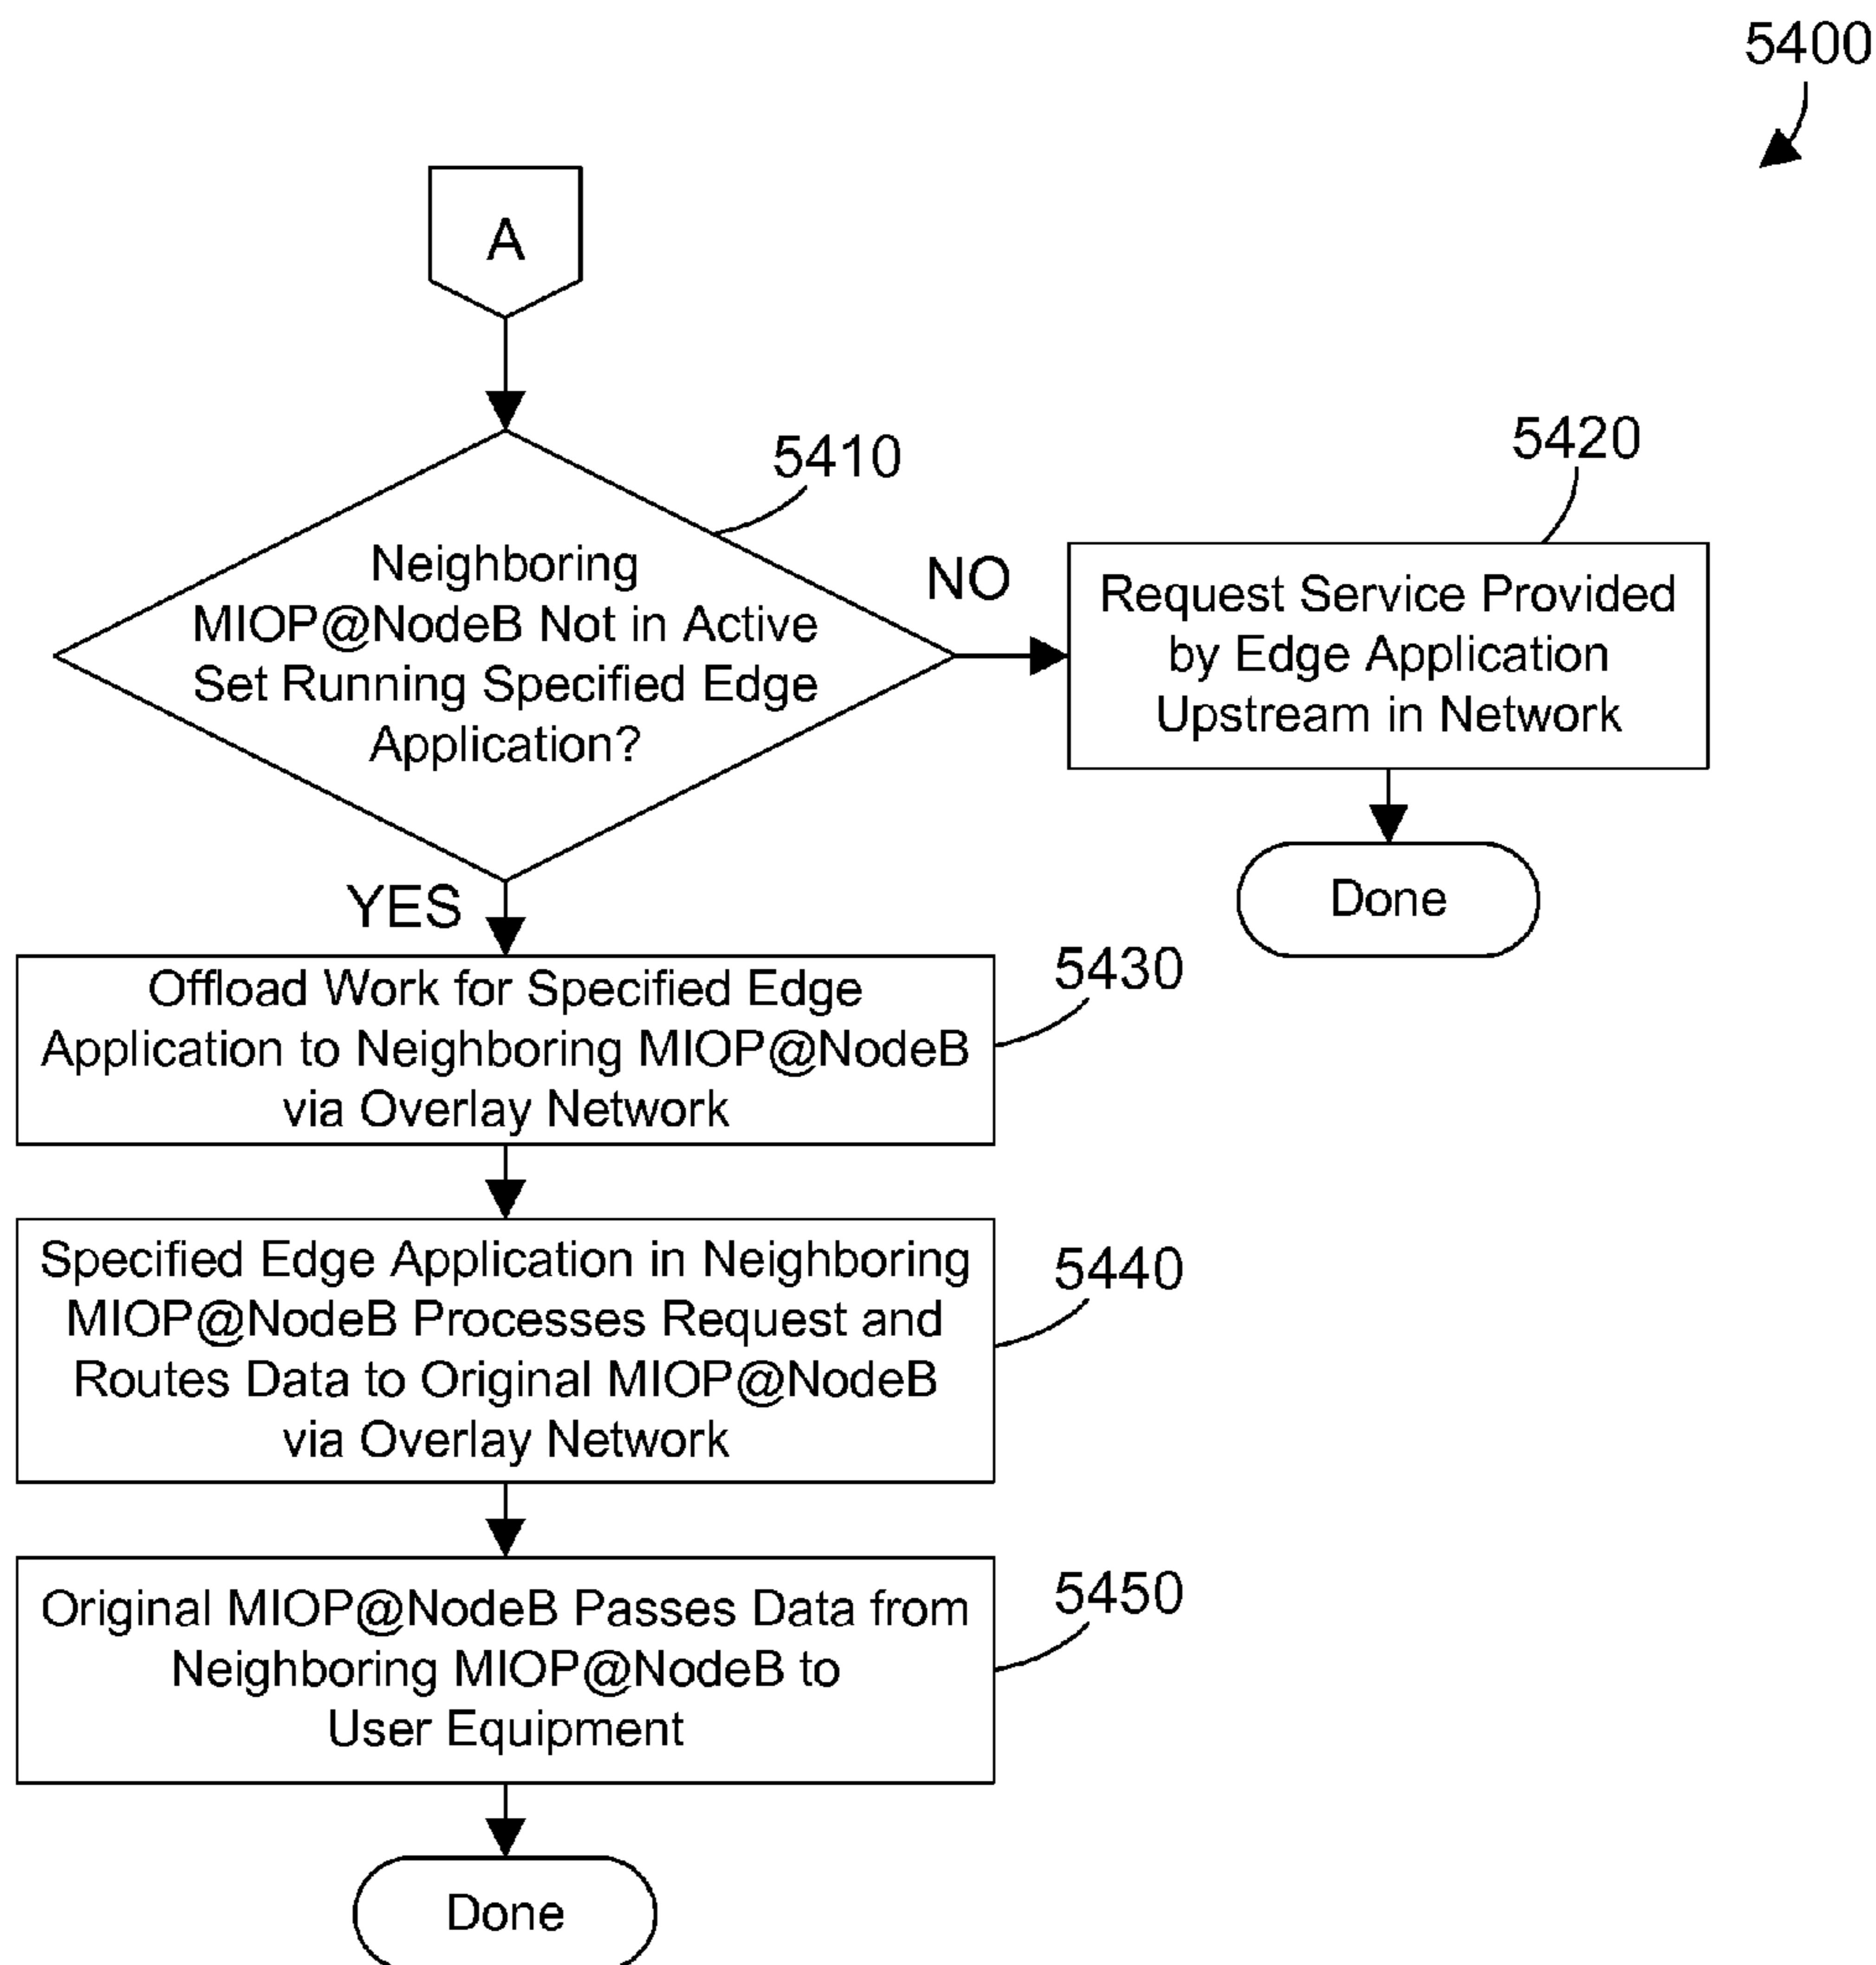 5400
A
5410
Neighboring
MIOP@NodeB Not in Active
Set Running Specified Edge
Application?
NO
5420
Request Service Provided
by Edge Application
Upstream in Network
Done
YES
5430
Offload Work for Specified Edge
Application to Neighboring MIOP@NodeB
via Overlay Network
5440
Specified Edge Application in Neighboring
MIOP@NodeB Processes Request and
Routes Data to Original MIOP@NodeB
via Overlay Network
5450
Original MIOP@NodeB Passes Data from
Neighboring MIOP@NodeB to
User Equipment
Done